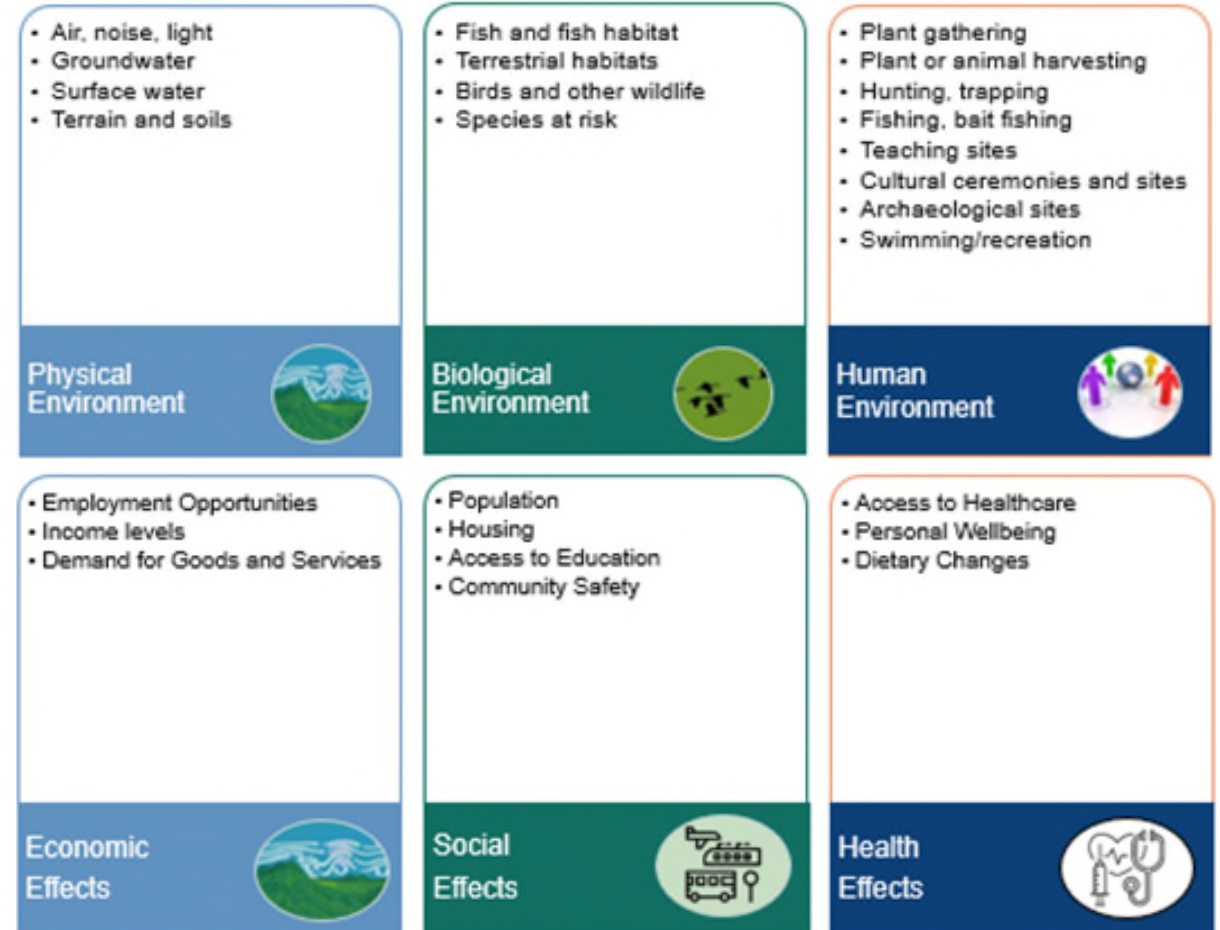 • Air, noise, light
• Groundwater
• Surface water
• Terrain and soils
Physical
Environment
• Fish and fish habitat
• Terrestrial habitats
• Birds and other wildlife
• Species at risk
Biological
Environment
• Plant gathering
• Plant or animal harvesting
• Hunting, trapping
• Fishing, bait fishing
• Teaching sites
• Cultural ceremonies and sites
• Archaeological sites
• Swimming/recreation
Human
Environment
• Employment Opportunities
• Income levels
• Demand for Goods and Services
Economic
Effects
• Population
• Housing
• Access to Education
• Community Safety
Social
Effects
• Access to Healthcare
• Personal Wellbeing
• Dietary Changes
Health
Effects